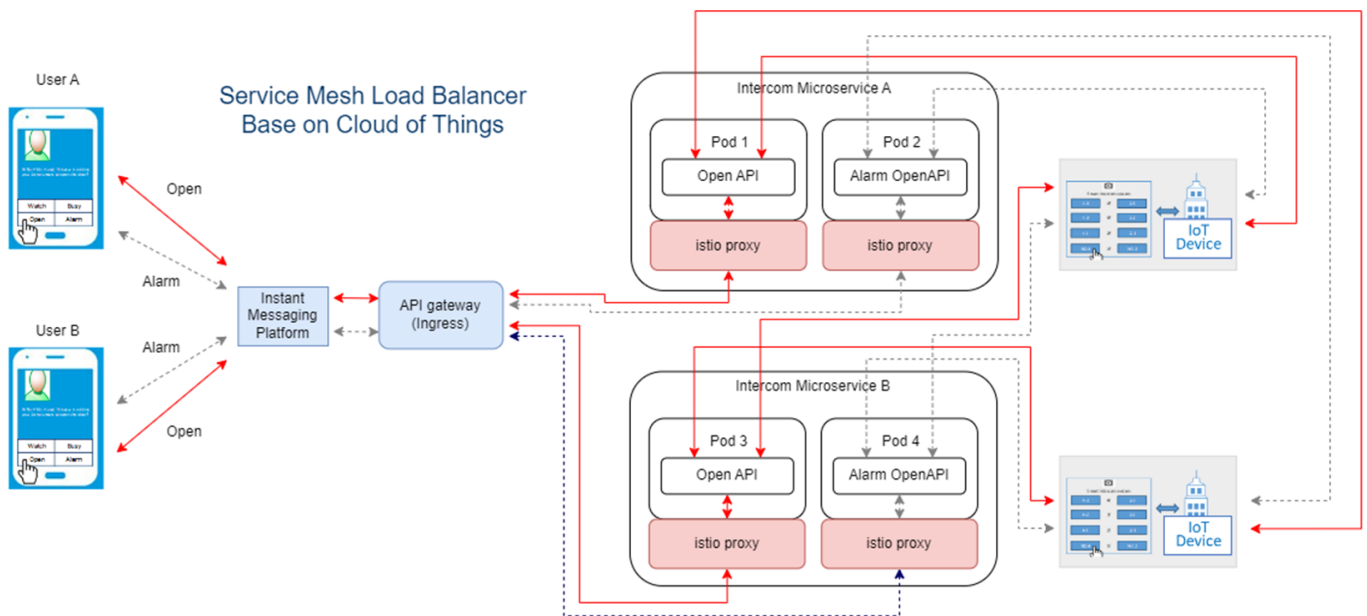 User A
Service Mesh Load Balancer
Base on Cloud of Things
Watch
Busy
Open
Alarm
Open
Alarm
User B
Alarm
Open
Watch
Busy
Open
Alarm
Instant
Messaging
Platform
API gateway
(Ingress)
Intercom Microservice A
Pod 1
Open API
istio proxy
Pod 2
Alarm OpenAPI
istio proxy
Intercom Microservice B
Pod 3
Open API
istio proxy
Pod 4
Alarm OpenAPI
istio proxy
IoT
Device
IoT
Device